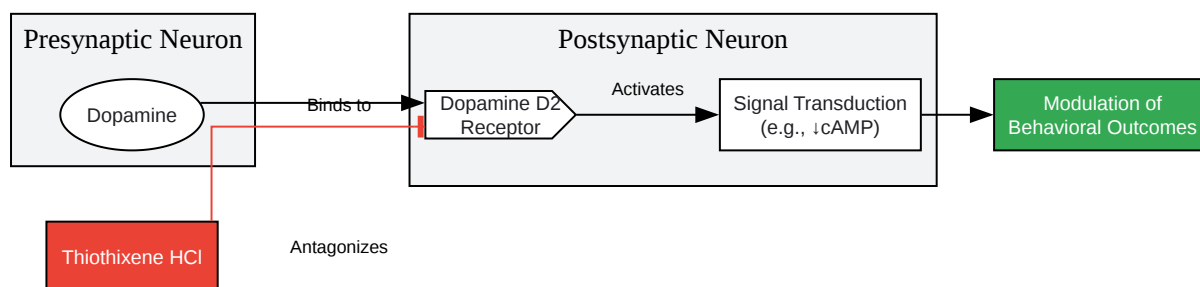 Presynaptic Neuron
Postsynaptic Neuron
Dopamine
Binds to
Dopamine D2
Receptor
Activates
Signal Transduction
(e.g., ↓cAMP)
Modulation of
Behavioral Outcomes
Thiothixene HCl
Antagonizes